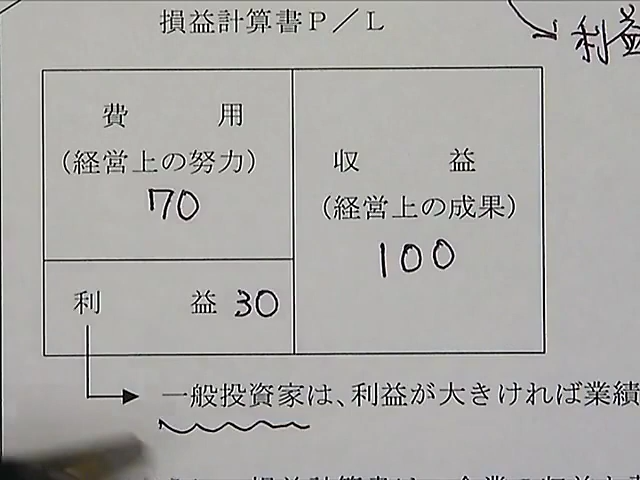 損益計算書P／L
利益
費用
(経営上の努力)
70
収益
(経営上の成果)
100
利益 30
一般投資家は、利益が大きければ業績